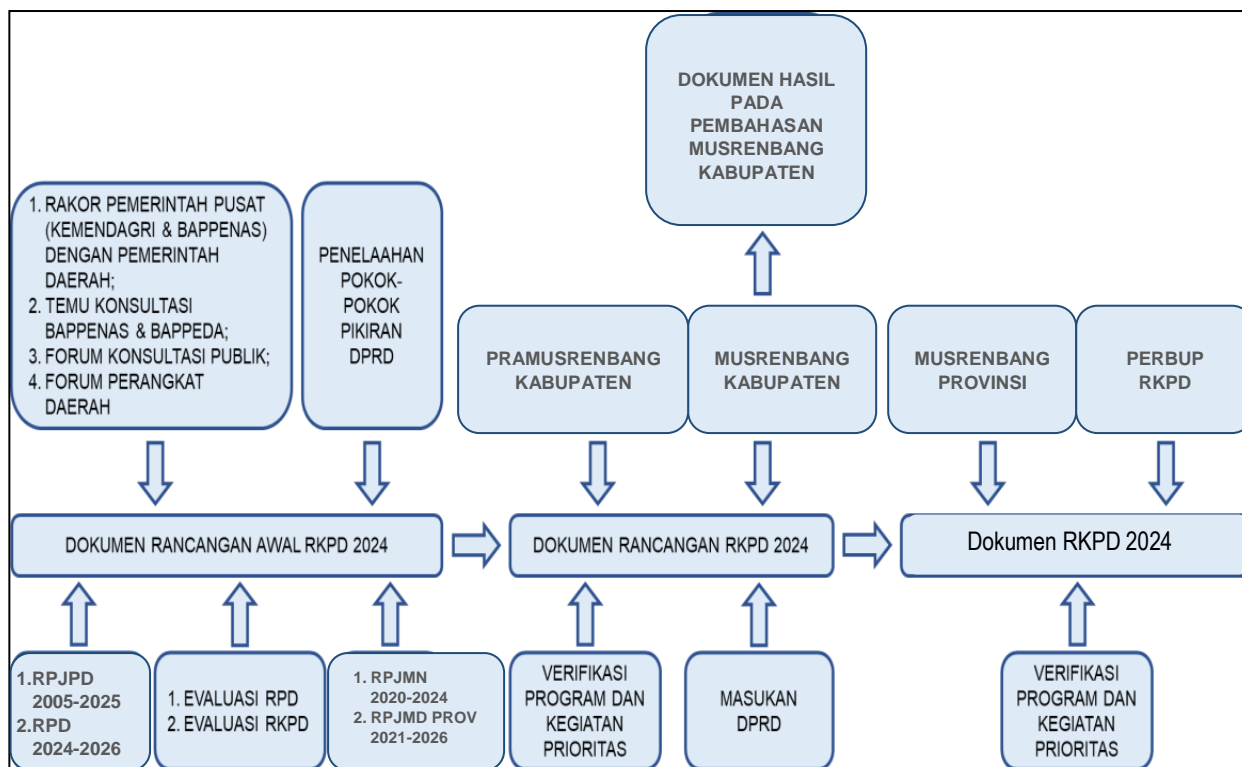 DOKUMEN HASIL
PADA
PEMBAHASAN
MUSRENBANG
KABUPATEN
1. RAKOR PEMERINTAH PUSAT
(KEMENDAGRI & BAPPENAS)
DENGAN PEMERINTAH
DAERAH;
2. TEMU KONSULTASI
BAPPENAS & BAPPEDA;
3. FORUM KONSULTASI PUBLIK;
4. FORUM PERANGKAT
DAERAH
PENELAAHAN
POKOK-
POKOK
PIKIRAN
DPRD
PRAMUSRENBANG
KABUPATEN
MUSRENBANG
KABUPATEN
MUSRENBANG
PROVINSI
PERBUP
RKPD
DOKUMEN RANCANGAN AWAL RKPD 2024
DOKUMEN RANCANGAN RKPD 2024
Dokumen RKPD 2024
1.RPJPD
2005-2025
2.RPD
2024-2026
1. EVALUASI RPD
2. EVALUASI RKPD
1. RPJMN
2020-2024
2. RPJMD PROV
2021-2026
VERIFIKASI
PROGRAM DAN
KEGIATAN
PRIORITAS
MASUKAN
DPRD
VERIFIKASI
PROGRAM DAN
KEGIATAN
PRIORITAS